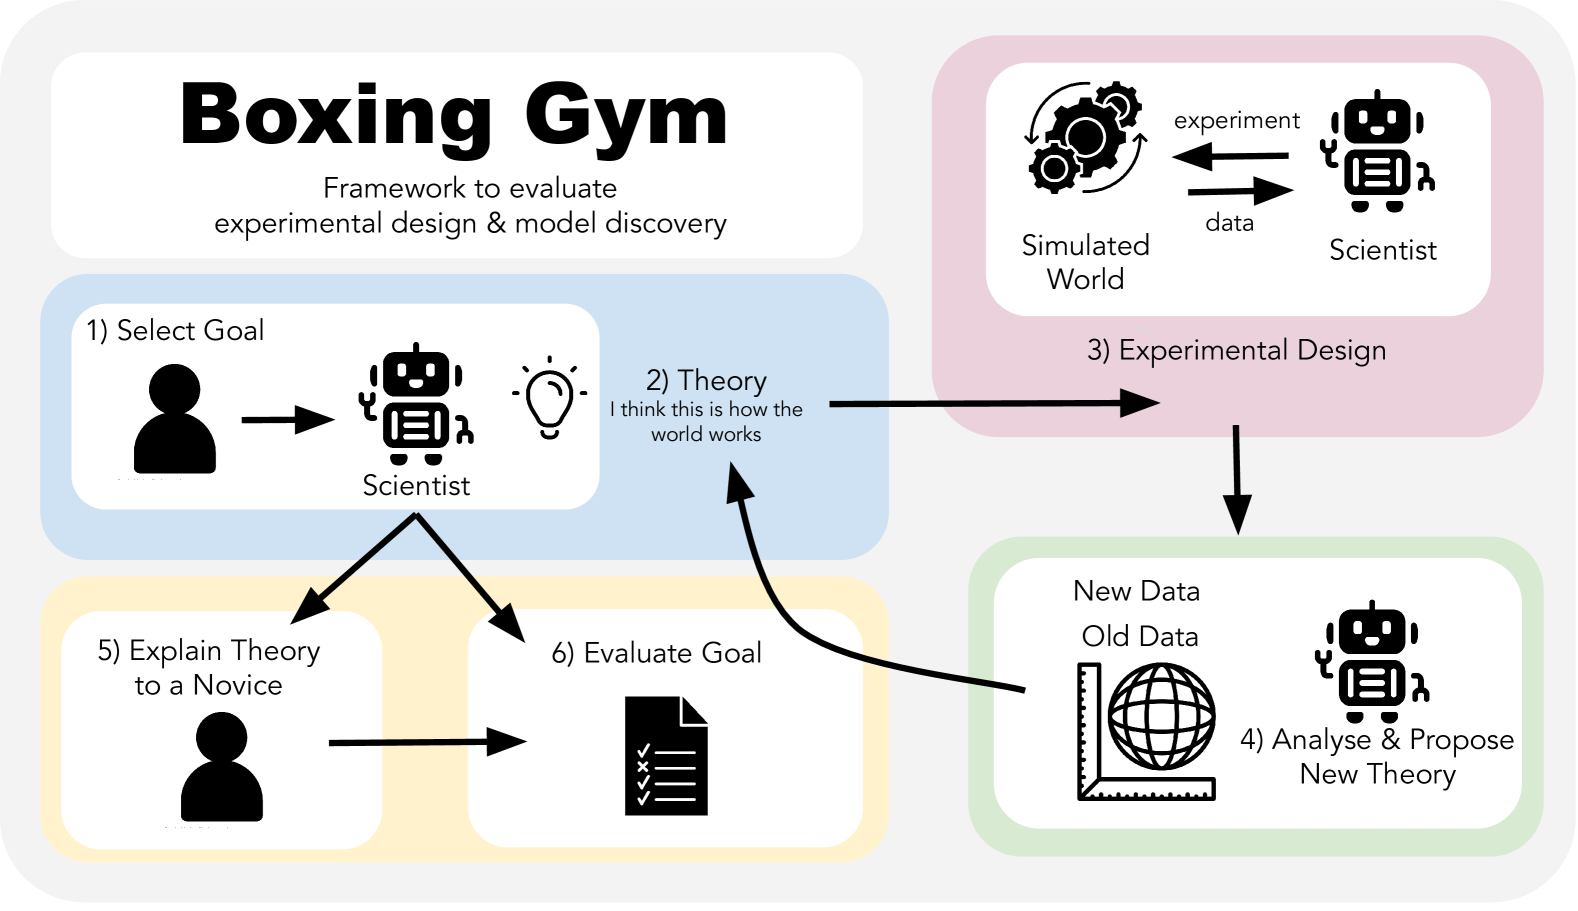 Boxing Gym
Framework to evaluate
experimental design & model discovery
1) Select Goal
Scientist
2) Theory
I think this is how the
world works
experiment
data
Simulated
World
Scientist
3) Experimental Design
New Data
Old Data
4) Analyse & Propose
New Theory
5) Explain Theory
to a Novice
6) Evaluate Goal